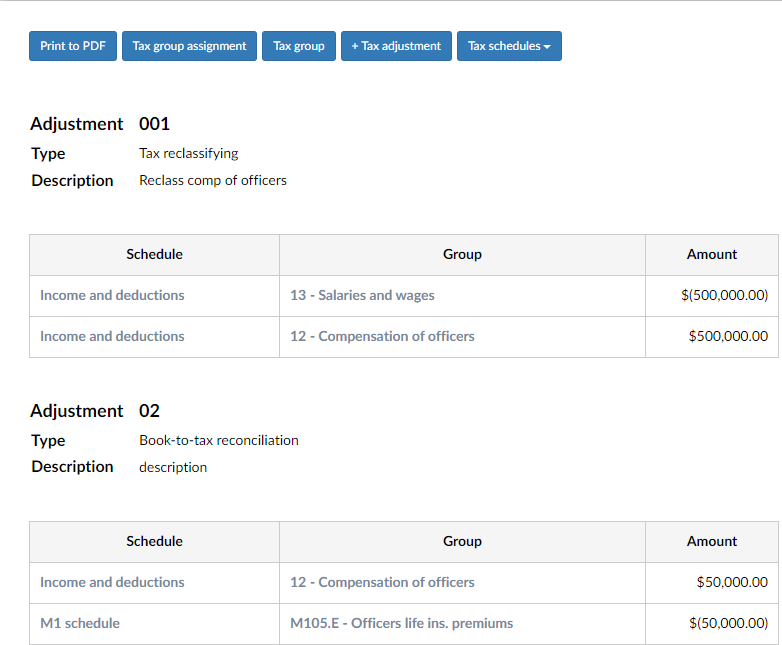 Print to PDF Tax group assignment Tax group + Tax adjustment Tax schedules
Adjustment 001
Type Tax reclassifying
Description Reclass comp of officers
Schedule Group Amount
Income and deductions 13 - Salaries and wages $(500,000.00)
Income and deductions 12 - Compensation of officers $500,000.00
Adjustment 02
Type Book-to-tax reconciliation
Description description
Schedule Group Amount
Income and deductions 12 - Compensation of officers $50,000.00
M1 schedule M105.E - Officers life ins. premiums $(50,000.00)